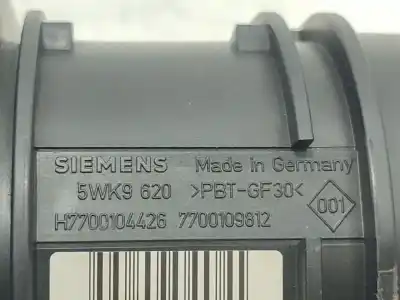 SIEMENS Made in Germany
5WK9 620 >PBT-GF30< 001
H7700104426 7700109812